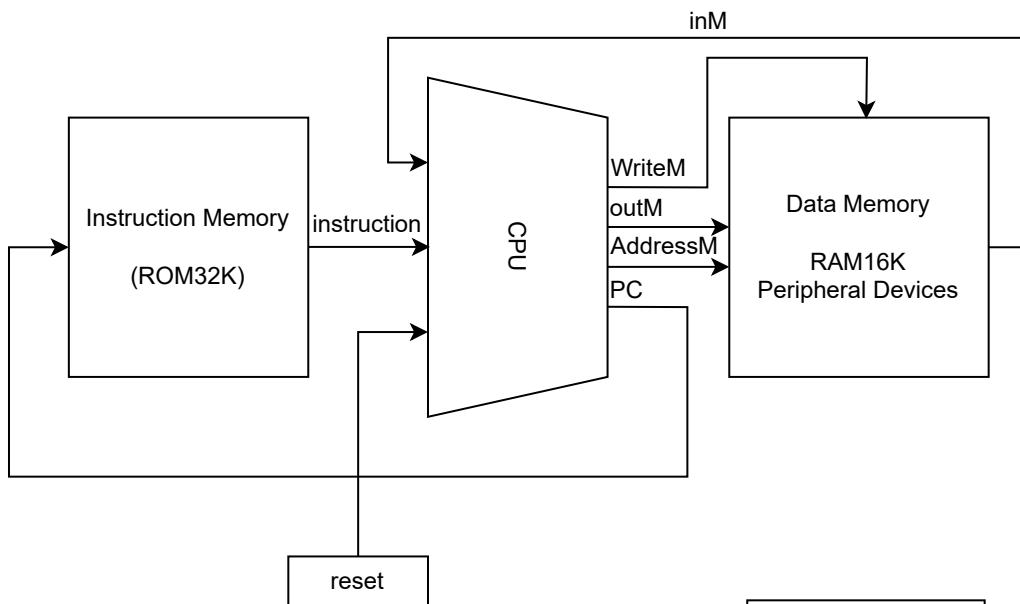 inM
WriteM
Instruction Memory
(ROM32K)
instruction
CPU
outM
AddressM
PC
Data Memory
RAM16K
Peripheral Devices
reset